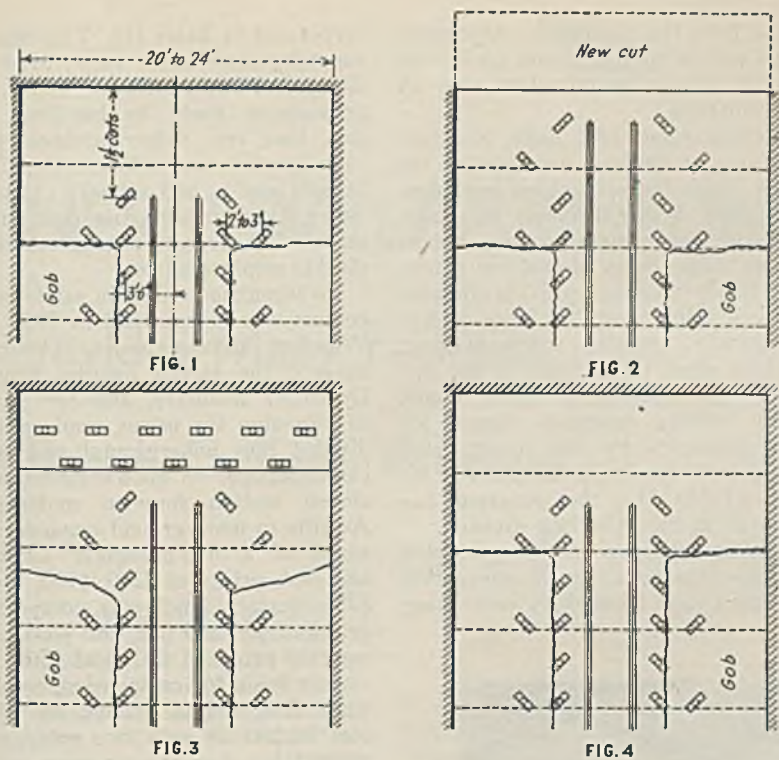 20' to 24'
1½ cuts
2' to 3'
3'6"
Gob
FIG.1
New cut
Gob
FIG. 2
Gob
FIG.3
Gob
FIG. 4